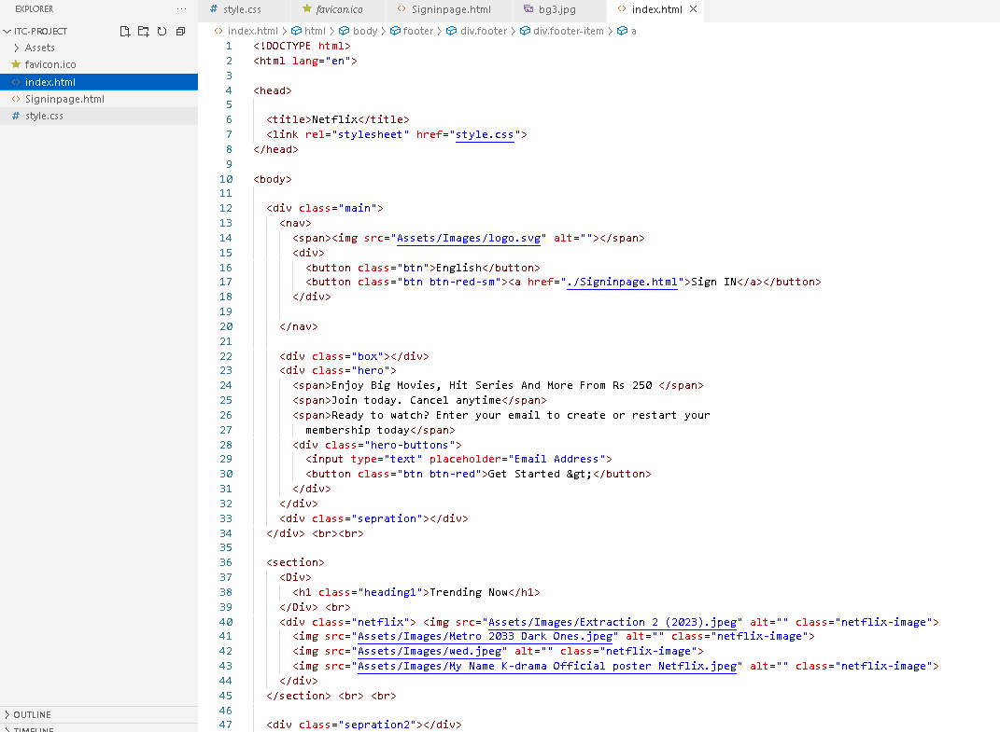 EXPLORER
ITC-PROJECT
Assets
favicon.ico
index.html
Signinpage.html
style.css
OUTLINE
TIMELINE
# style.css
favicon.ico
<> Signinpage.html
bg3.jpg
<> index.html ×
<> index.html > html > body > footer > div.footer > div.footer-item > a
1 <!DOCTYPE html>
2 <html lang="en">
3
4 <head>
5
6 <title>Netflix</title>
7 <link rel="stylesheet" href="style.css">
8 </head>
9
10 <body>
11
12 <div class="main">
13 <nav>
14 <span><img src="Assets/Images/logo.svg" alt=""></span>
15 <div>
16 <button class="btn">English</button>
17 <button class="btn btn-red-sm"><a href="./Signinpage.html">Sign IN</a></button>
18 </div>
19
20 </nav>
21
22 <div class="box"></div>
23 <div class="hero">
24 <span>Enjoy Big Movies, Hit Series And More From Rs 250 </span>
25 <span>Join today. Cancel anytime</span>
26 <span>Ready to watch? Enter your email to create or restart your
27 membership today</span>
28 <div class="hero-buttons">
29 <input type="text" placeholder="Email Address">
30 <button class="btn btn-red">Get Started &gt;</button>
31 </div>
32 </div>
33 <div class="sepration"></div>
34 </div> <br><br>
35
36 <section>
37 <Div>
38 <h1 class="heading1">Trending Now</h1>
39 </Div> <br>
40 <div class="netflix"> <img src="Assets/Images/Extraction 2 (2023).jpeg" alt="" class="netflix-image">
41 <img src="Assets/Images/Metro 2033 Dark Ones.jpeg" alt="" class="netflix-image">
42 <img src="Assets/Images/wed.jpeg" alt="" class="netflix-image">
43 <img src="Assets/Images/My Name K-drama Official poster Netflix.jpeg" alt="" class="netflix-image">
44 </div>
45 </section> <br> <br>
46
47 <div class="sepration2"></div>